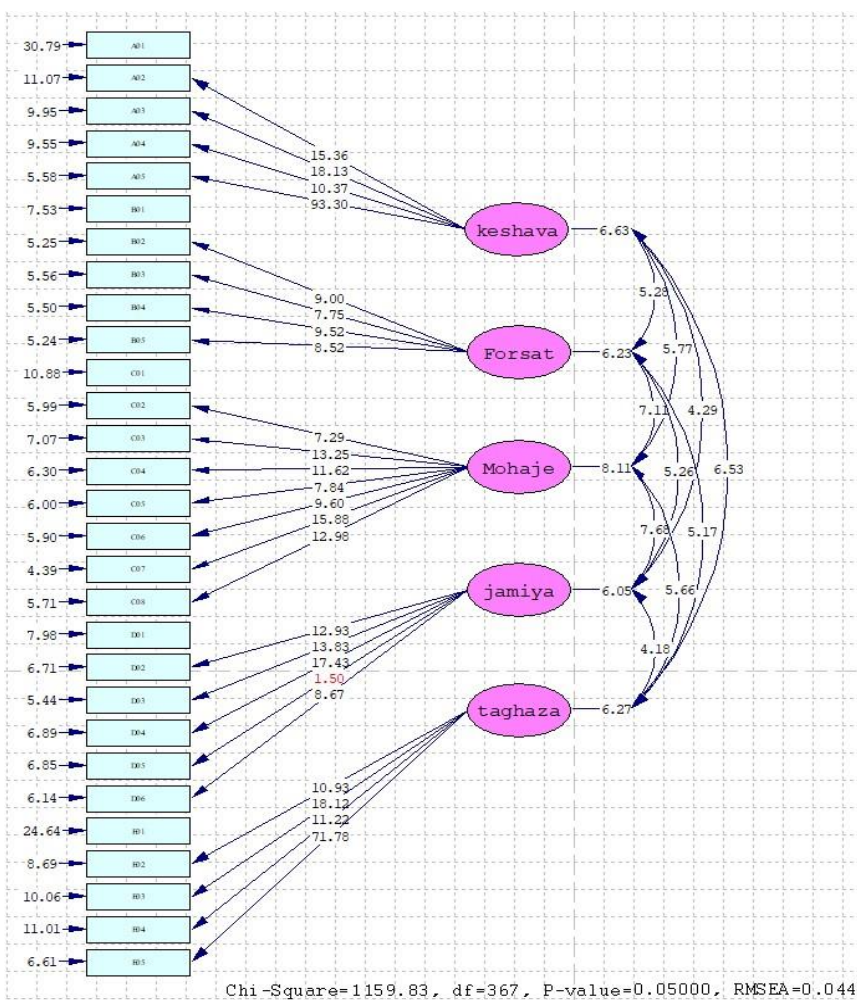 30.79 A01
11.07 A02
9.95 A03
9.55 A04
5.58 A05
7.53 B01
5.25 B02
5.56 B03
5.50 B04
5.24 B05
10.88 C01
5.99 C02
7.07 C03
6.30 C04
6.00 C05
5.90 C06
4.39 C07
5.71 C08
7.98 D01
6.71 D02
5.44 D03
6.89 D04
6.85 D05
6.14 D06
24.64 E01
8.69 E02
10.06 E03
11.01 E04
6.61 E05
15.36
18.13
10.37
93.30
9.00
7.75
9.52
8.52
7.29
13.25
11.62
7.84
9.60
15.88
12.98
12.93
13.83
17.43
1.50
8.67
10.93
18.12
11.22
71.78
keshava 6.63
Forsat 6.23
Mohaje 8.11
jamiya 6.05
taghaza 6.27
5.28
5.77
7.11 4.29
5.26 6.53
7.68 5.17
5.66
4.18
Chi-Square=1159.83, df=367, P-value=0.05000, RMSEA=0.044